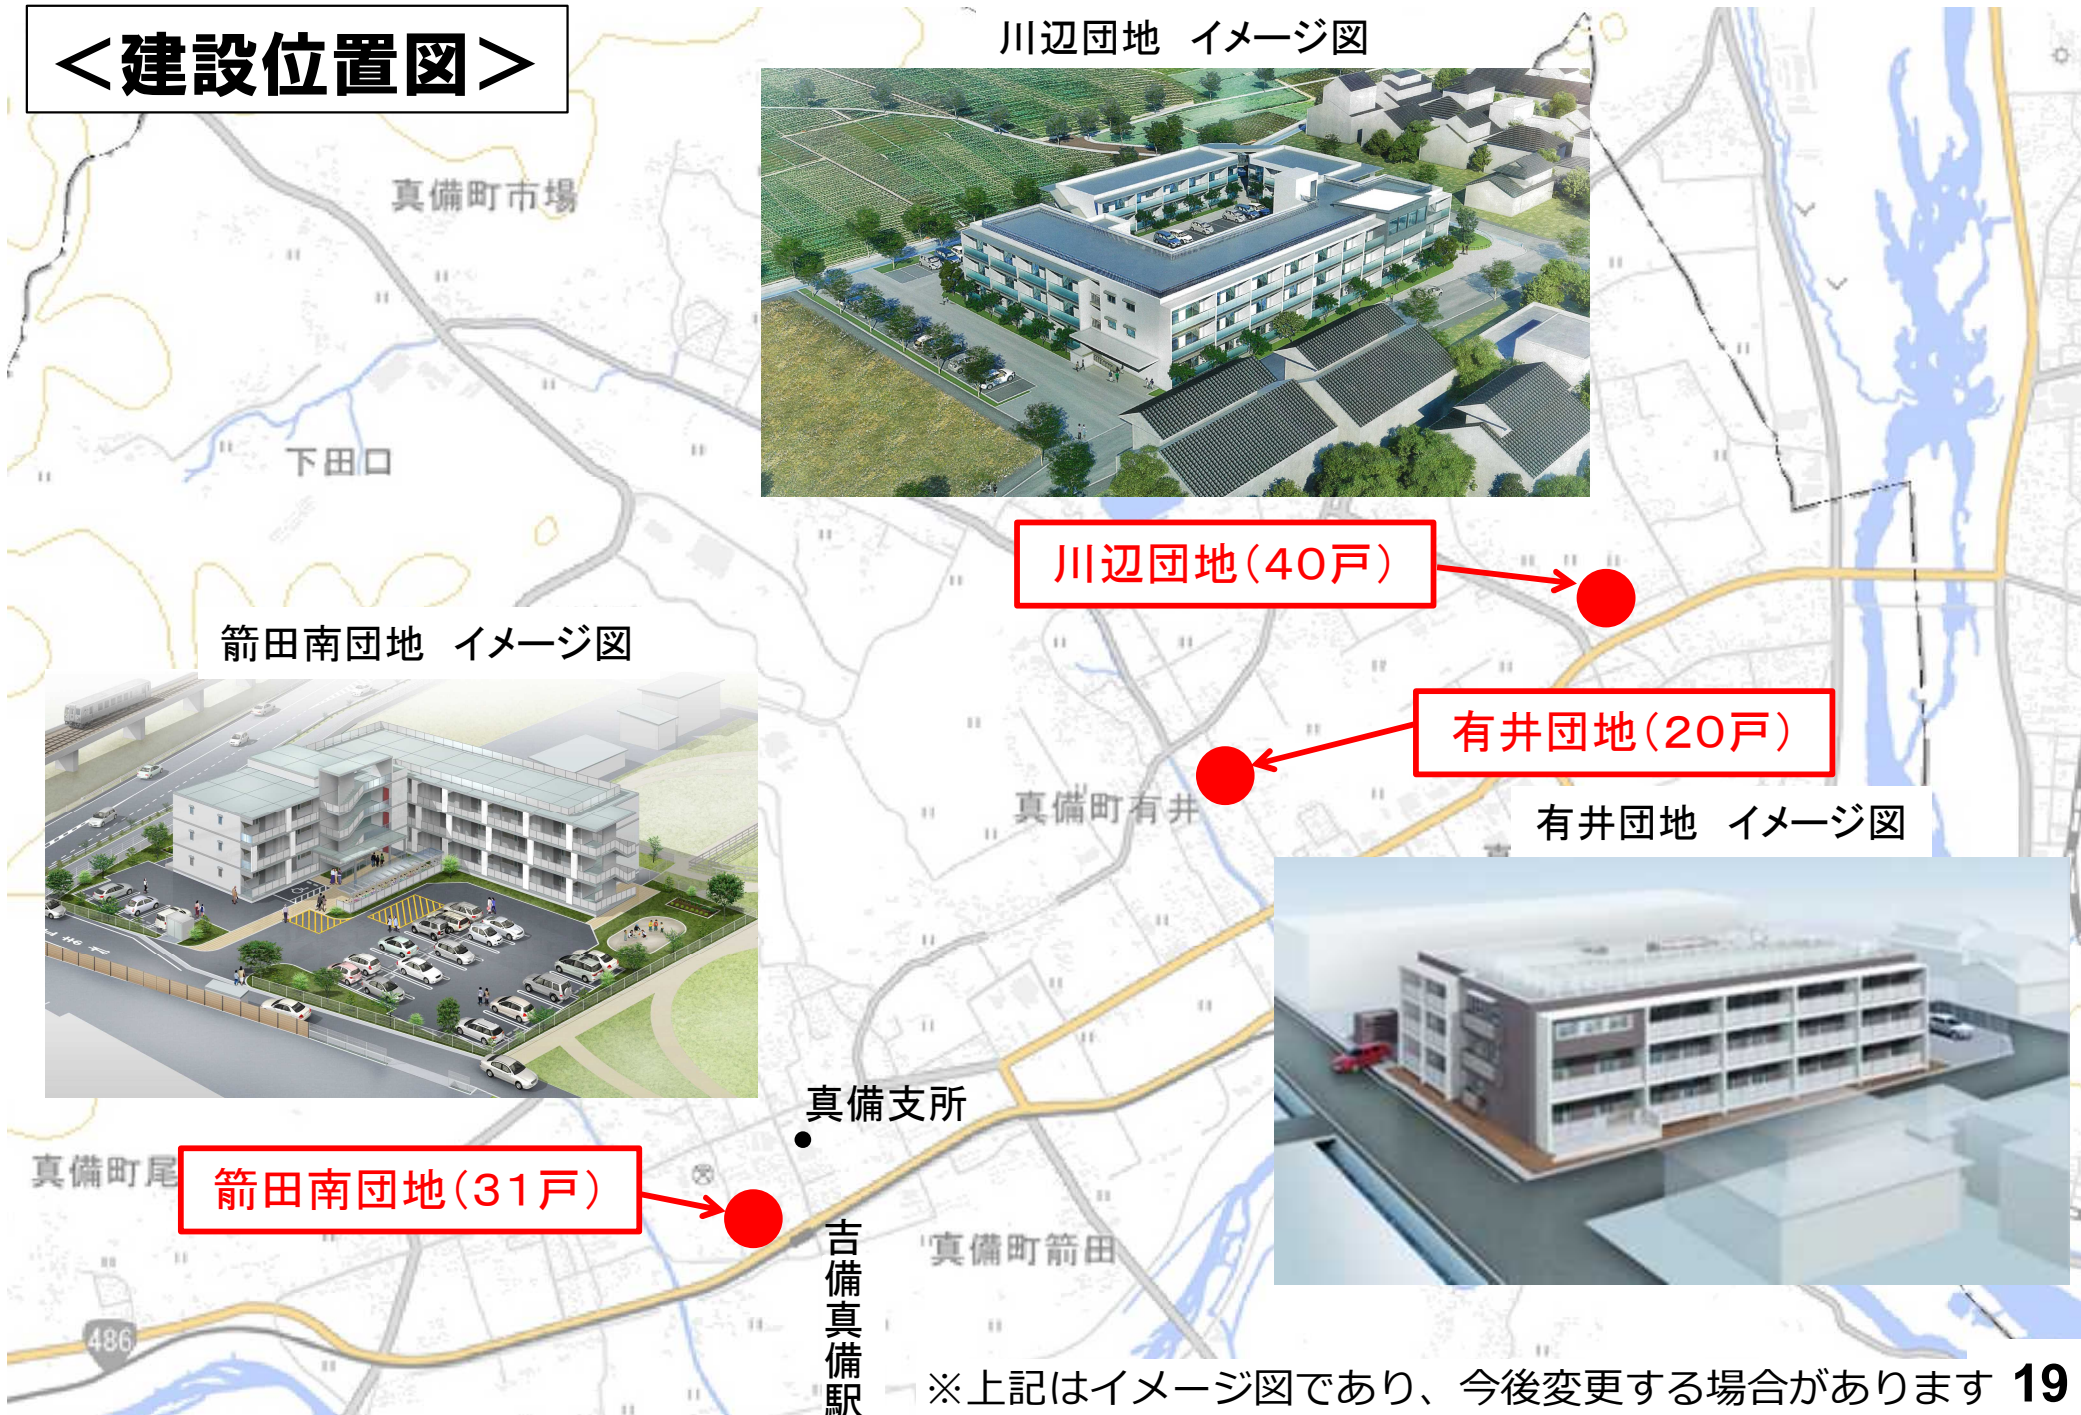 ＜建設位置図＞
川辺団地　イメージ図
真備町市場
下田口
川辺団地（40戸）
箭田南団地　イメージ図
有井団地（20戸）
真備町有井
有井団地　イメージ図
真備支所
真備町尾
箭田南団地（31戸）
吉備真備駅
真備町箭田
486
※上記はイメージ図であり、今後変更する場合があります
19